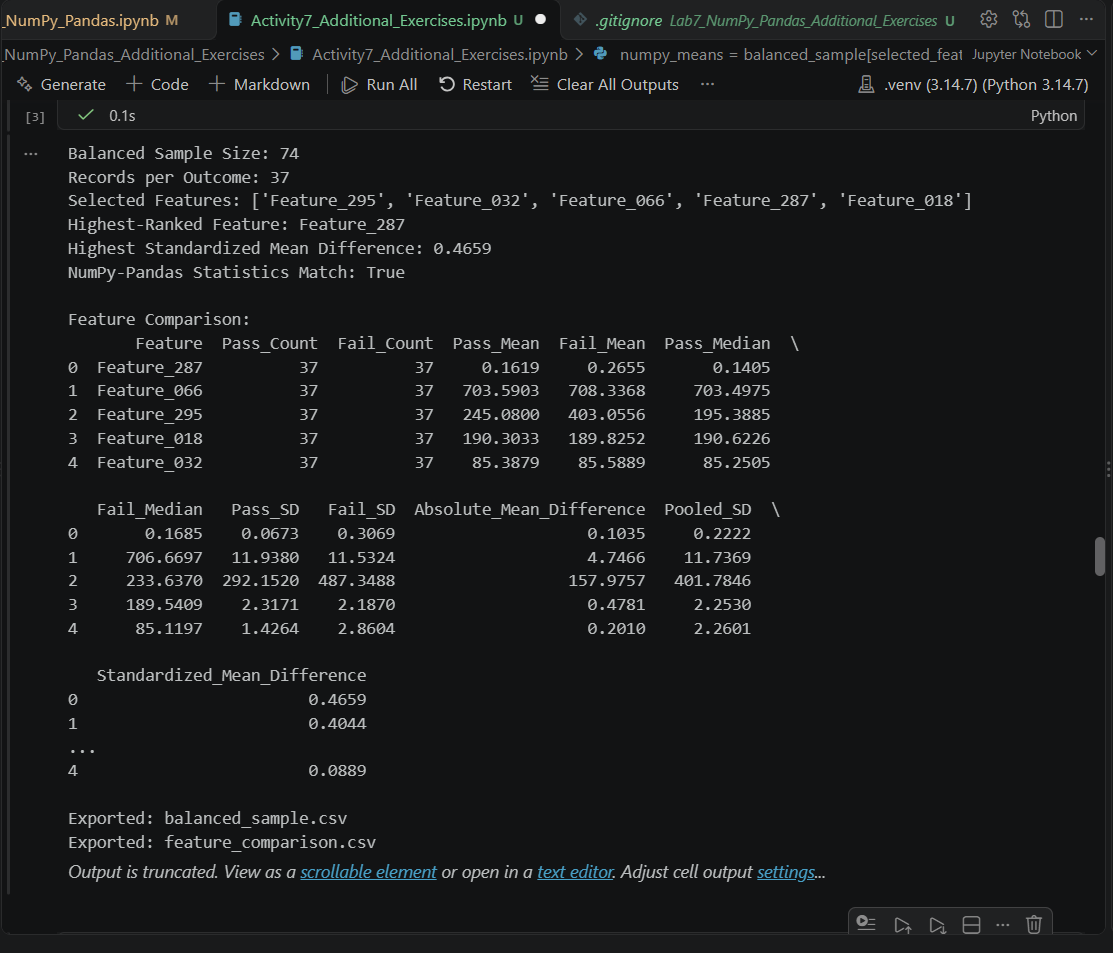 NumPy_Pandas.ipynb M Activity7_Additional_Exercises.ipynb U .gitignore Lab7_NumPy_Pandas_Additional_Exercises U ...
_NumPy_Pandas_Additional_Exercises > Activity7_Additional_Exercises.ipynb > numpy_means = balanced_sample[selected_feat Jupyter Notebook
Generate + Code + Markdown | Run All Restart Clear All Outputs ... .venv (3.14.7) (Python 3.14.7)
[3] ✓ 0.1s Python
... Balanced Sample Size: 74
Records per Outcome: 37
Selected Features: ['Feature_295', 'Feature_032', 'Feature_066', 'Feature_287', 'Feature_018']
Highest-Ranked Feature: Feature_287
Highest Standardized Mean Difference: 0.4659
NumPy-Pandas Statistics Match: True
Feature Comparison:
Feature Pass_Count Fail_Count Pass_Mean Fail_Mean Pass_Median \
0 Feature_287 37 37 0.1619 0.2655 0.1405
1 Feature_066 37 37 703.5903 708.3368 703.4975
2 Feature_295 37 37 245.0800 403.0556 195.3885
3 Feature_018 37 37 190.3033 189.8252 190.6226
4 Feature_032 37 37 85.3879 85.5889 85.2505
Fail_Median Pass_SD Fail_SD Absolute_Mean_Difference Pooled_SD \
0 0.1685 0.0673 0.3069 0.1035 0.2222
1 706.6697 11.9380 11.5324 4.7466 11.7369
2 233.6370 292.1520 487.3488 157.9757 401.7846
3 189.5409 2.3171 2.1870 0.4781 2.2530
4 85.1197 1.4264 2.8604 0.2010 2.2601
Standardized_Mean_Difference
0 0.4659
1 0.4044
...
4 0.0889
Exported: balanced_sample.csv
Exported: feature_comparison.csv
Output is truncated. View as a scrollable element or open in a text editor. Adjust cell output settings...